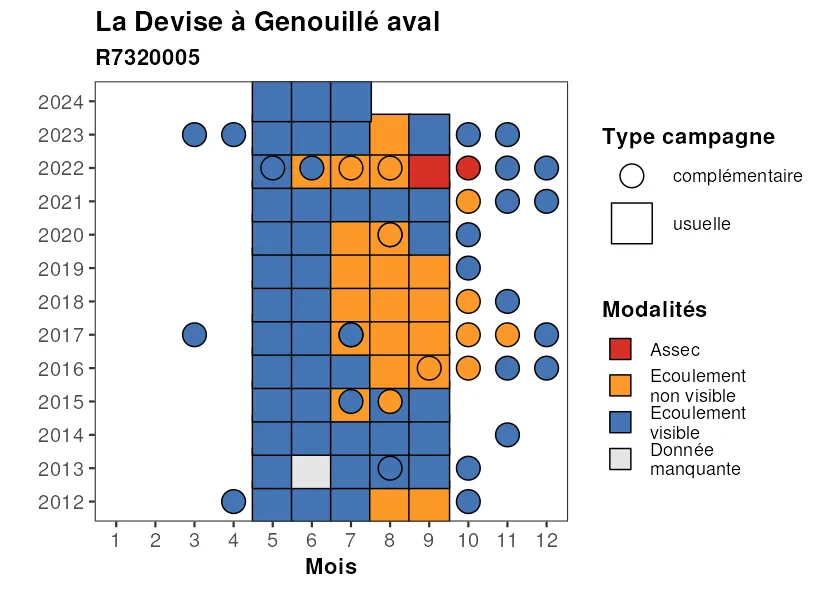 La Devise à Genouillé aval
R7320005
2024
2023
2022
2021
2020
2019
2018
2017
2016
2015
2014
2013
2012
1 2 3 4 5 6 7 8 9 10 11 12
Mois
Type campagne
complémentaire
usuelle
Modalités
Assec
Ecoulement
non visible
Ecoulement
visible
Donnée
manquante